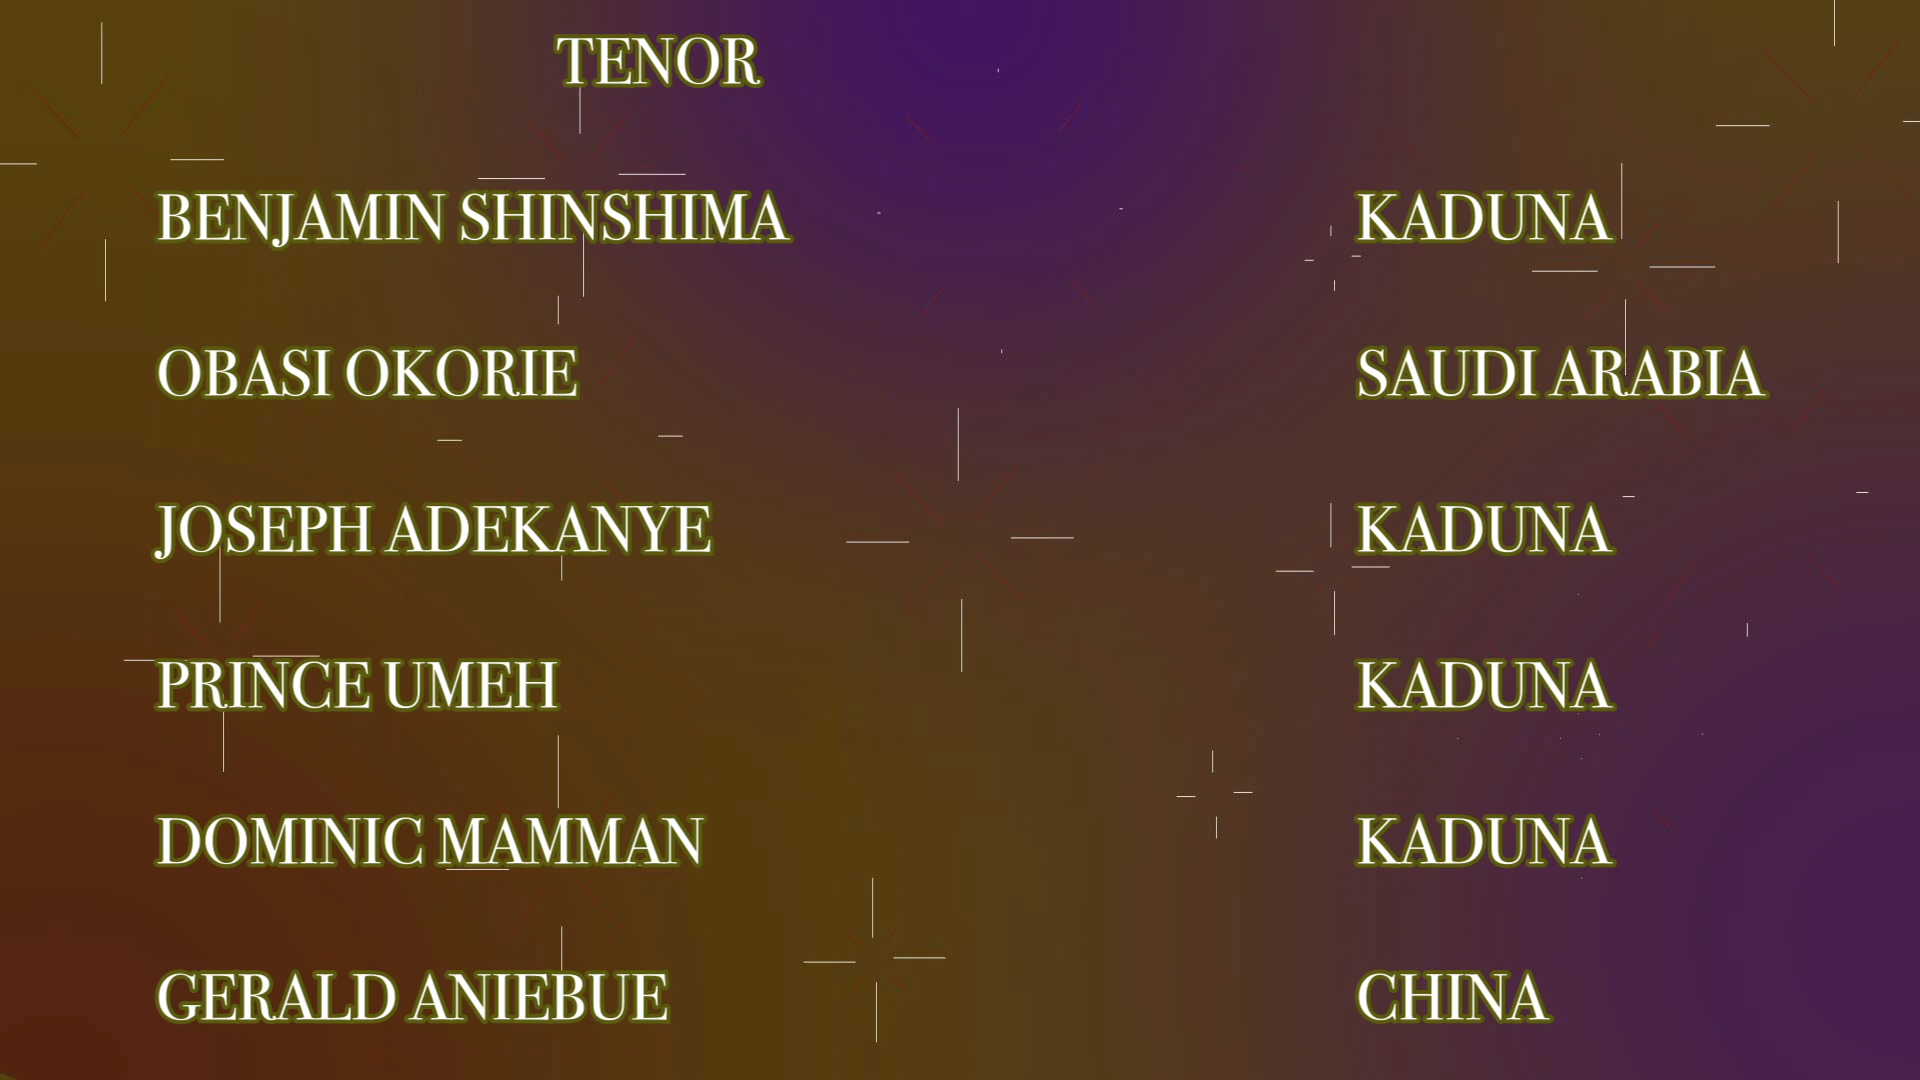 TENOR
BENJAMIN SHINSHIMA KADUNA
OBASI OKORIE SAUDI ARABIA
JOSEPH ADEKANYE KADUNA
PRINCE UMEH KADUNA
DOMINIC MAMMAN KADUNA
GERALD ANIEBUE CHINA